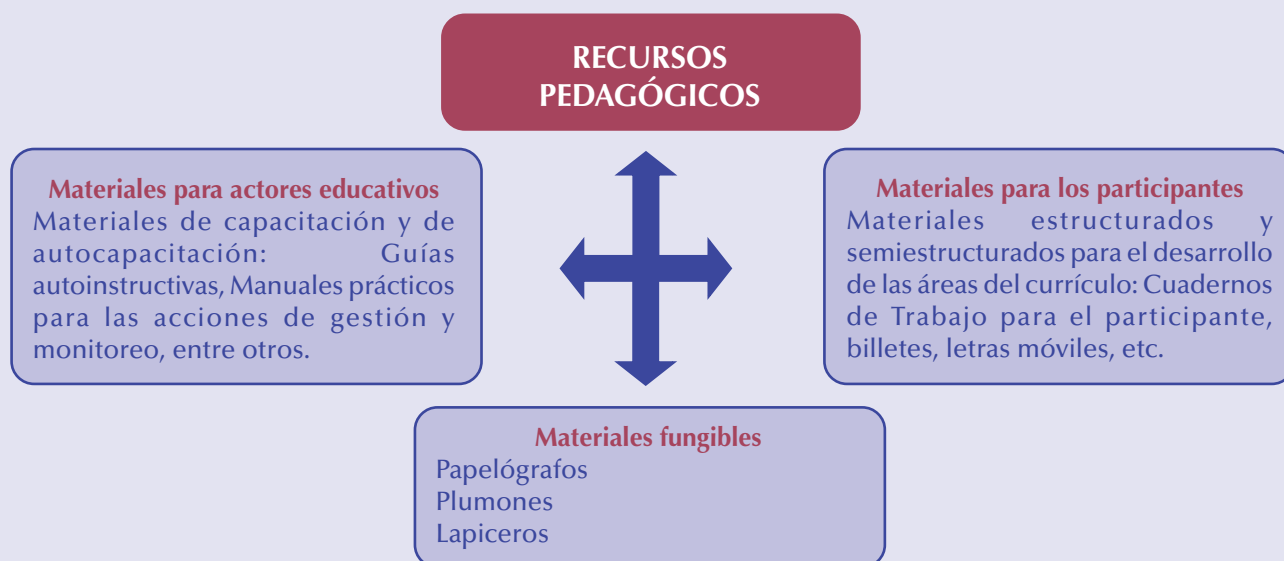 RECURSOS
PEDAGÓGICOS
Materiales para actores educativos
Materiales de capacitación y de
autocapacitación: Guías
autoinstructivas, Manuales prácticos
para las acciones de gestión y
monitoreo, entre otros.
Materiales para los participantes
Materiales estructurados y
semiestructurados para el desarrollo
de las áreas del currículo: Cuadernos
de Trabajo para el participante,
billetes, letras móviles, etc.
Materiales fungibles
Papelógrafos
Plumones
Lapiceros